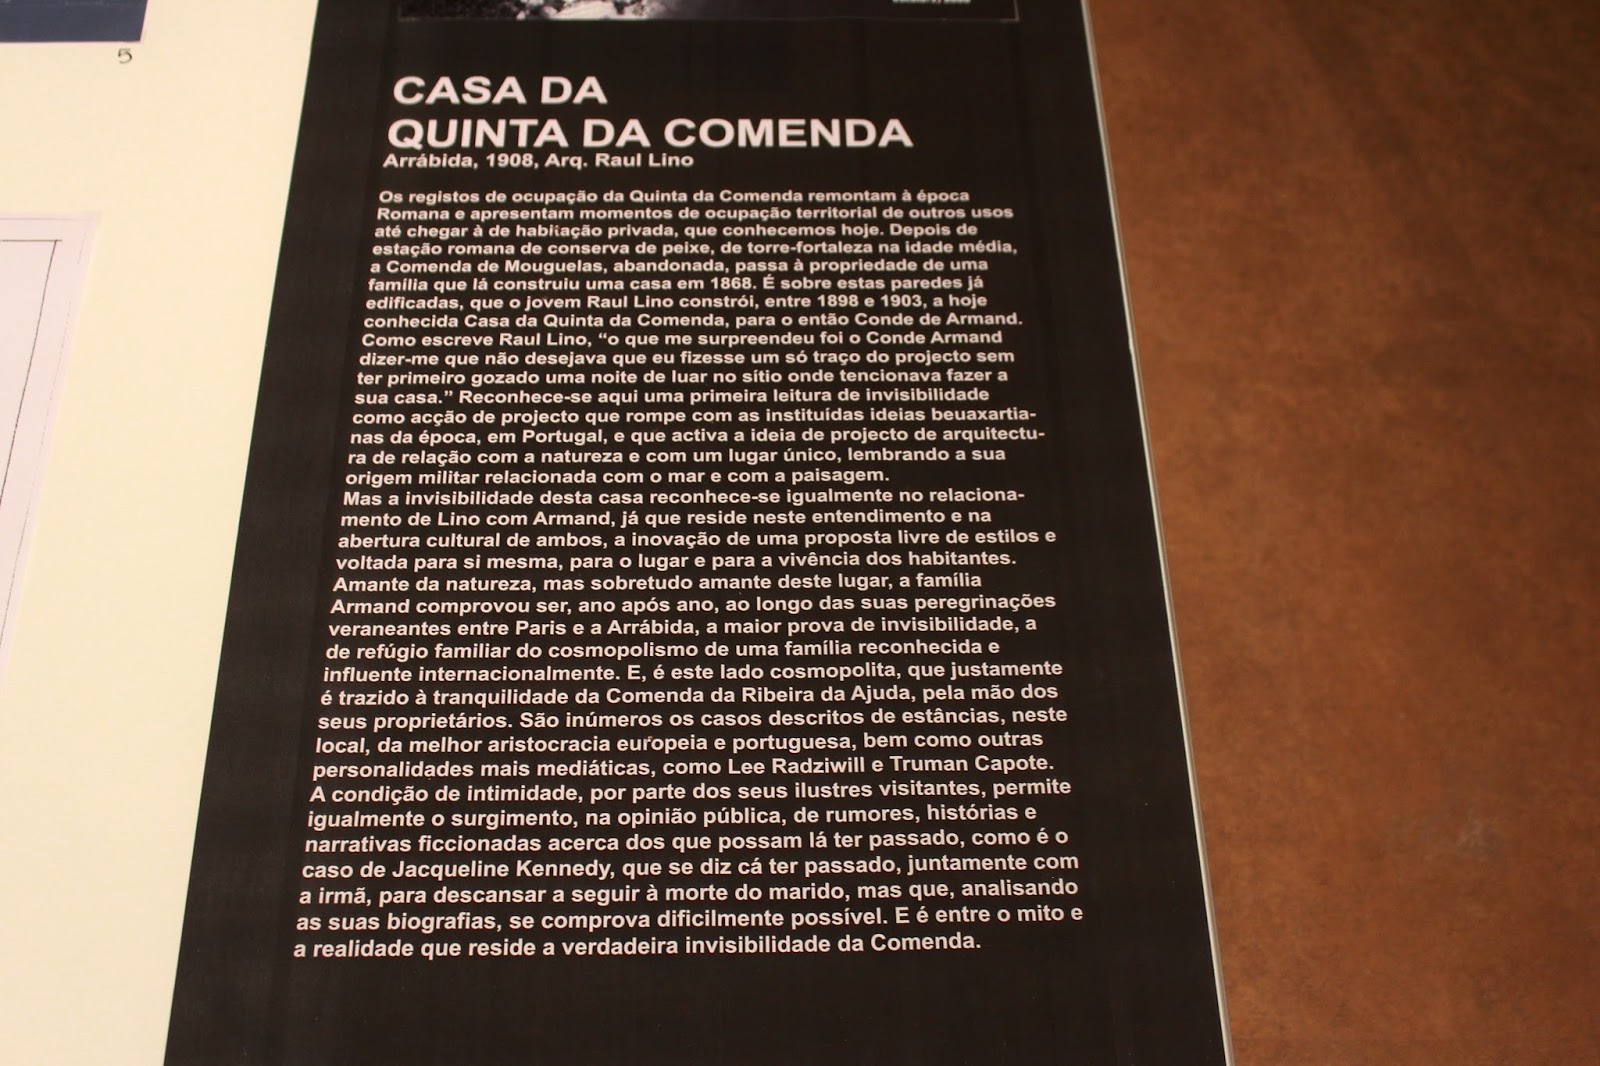 5
CASA DA
QUINTA DA COMENDA
Arrábida, 1908, Arq. Raul Lino
Os registos de ocupação da Quinta da Comenda remontam à época
Romana e apresentam momentos de ocupação territorial de outros usos
até chegar à de habitação privada, que conhecemos hoje. Depois de
estação romana de conserva de peixe, de torre-fortaleza na idade média,
a Comenda de Mouguelas, abandonada, passa à propriedade de uma
família que lá construiu uma casa em 1868. É sobre estas paredes já
edificadas, que o jovem Raul Lino constrói, entre 1898 e 1903, a hoje
conhecida Casa da Quinta da Comenda, para o então Conde de Armand.
Como escreve Raul Lino, “o que me surpreendeu foi o Conde Armand
dizer-me que não desejava que eu fizesse um só traço do projecto sem
ter primeiro gozado uma noite de luar no sítio onde tencionava fazer a
sua casa.” Reconhece-se aqui uma primeira leitura de invisibilidade
como acção de projecto que rompe com as instituídas ideias beuaxartia-
nas da época, em Portugal, e que activa a ideia de projecto de arquitectu-
ra de relação com a natureza e com um lugar único, lembrando a sua
origem militar relacionada com o mar e com a paisagem.
Mas a invisibilidade desta casa reconhece-se igualmente no relaciona-
mento de Lino com Armand, já que reside neste entendimento e na
abertura cultural de ambos, a inovação de uma proposta livre de estilos e
voltada para si mesma, para o lugar e para a vivência dos habitantes.
Amante da natureza, mas sobretudo amante deste lugar, a família
Armand comprovou ser, ano após ano, ao longo das suas peregrinações
veraneantes entre Paris e a Arrábida, a maior prova de invisibilidade, a
de refúgio familiar do cosmopolismo de uma família reconhecida e
influente internacionalmente. E, é este lado cosmopolita, que justamente
é trazido à tranquilidade da Comenda da Ribeira da Ajuda, pela mão dos
seus proprietários. São inúmeros os casos descritos de estâncias, neste
local, da melhor aristocracia europeia e portuguesa, bem como outras
personalidades mais mediáticas, como Lee Radziwill e Truman Capote.
A condição de intimidade, por parte dos seus ilustres visitantes, permite
igualmente o surgimento, na opinião pública, de rumores, histórias e
narrativas ficcionadas acerca dos que possam lá ter passado, como é o
caso de Jacqueline Kennedy, que se diz cá ter passado, juntamente com
a irmã, para descansar a seguir à morte do marido, mas que, analisando
as suas biografias, se comprova dificilmente possível. E é entre o mito e
a realidade que reside a verdadeira invisibilidade da Comenda.